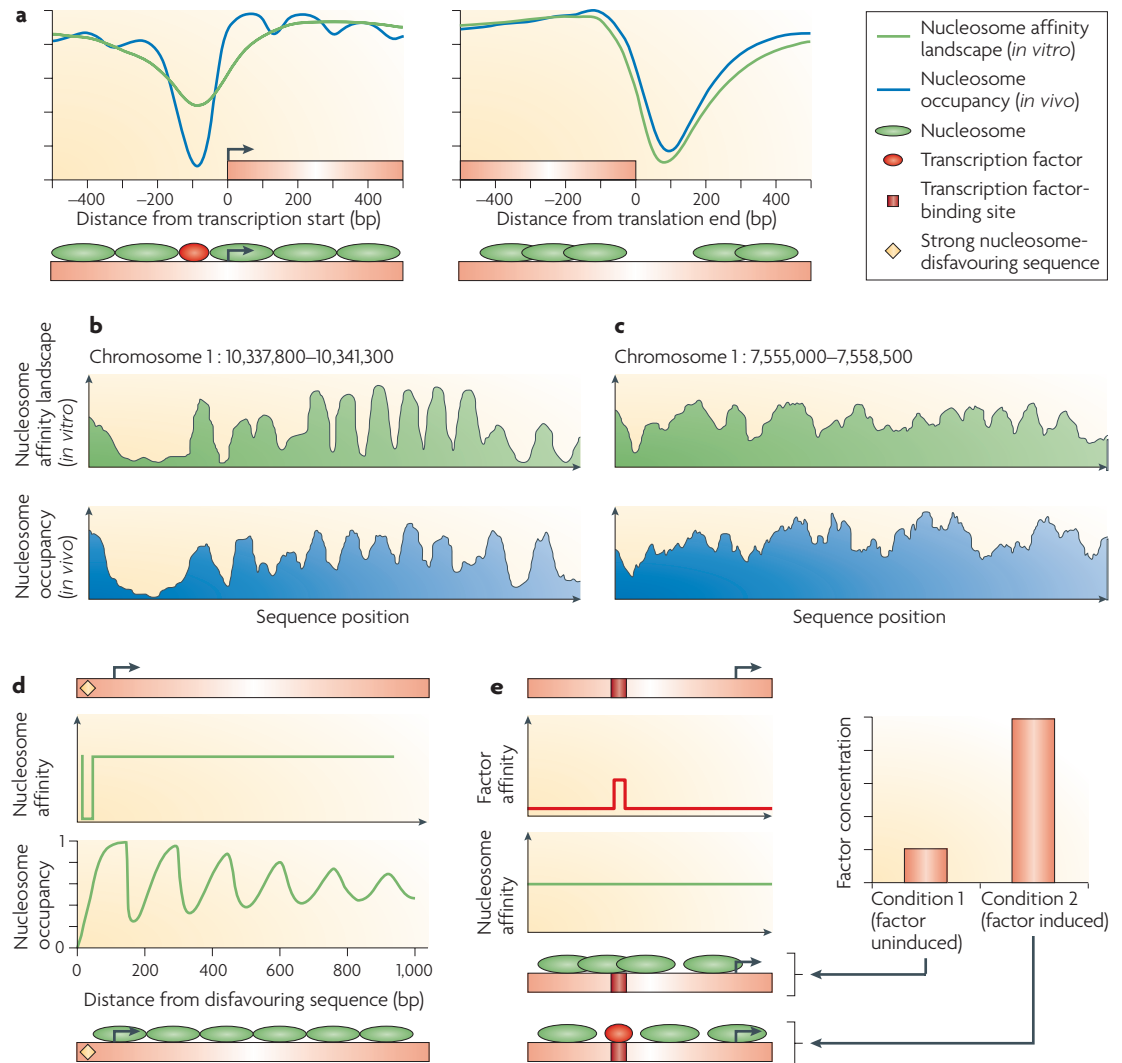 a
−400 −200 0 200 400
Distance from transcription start (bp)
−400 −200 0 200 400
Distance from translation end (bp)
Nucleosome affinity
landscape (in vitro)
Nucleosome
occupancy (in vivo)
Nucleosome
Transcription factor
Transcription factor-
binding site
Strong nucleosome-
disfavouring sequence
b
Chromosome 1 : 10,337,800–10,341,300
Nucleosome
affinity landscape
(in vitro)
Nucleosome
occupancy
(in vivo)
Sequence position
c
Chromosome 1 : 7,555,000–7,558,500
Sequence position
d
Nucleosome
affinity
Nucleosome
occupancy
1
0
0 200 400 600 800 1,000
Distance from disfavouring sequence (bp)
e
Factor
affinity
Nucleosome
affinity
Factor concentration
Condition 1
(factor
uninduced)
Condition 2
(factor induced)